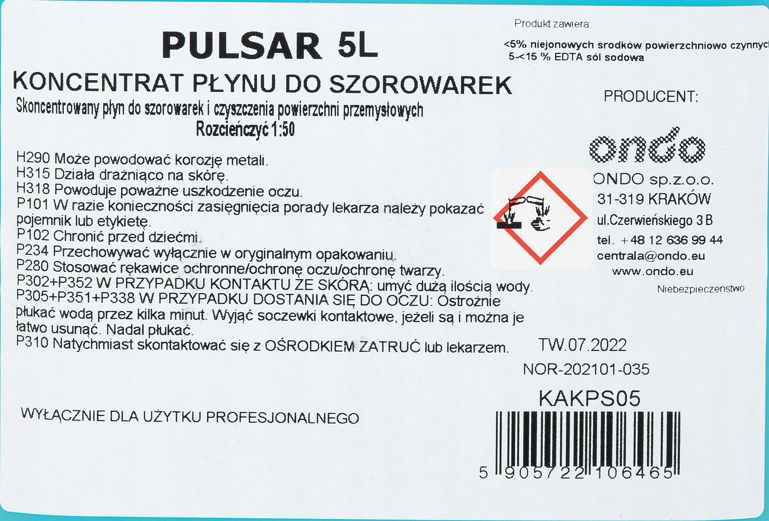 PULSAR 5L
KONCENTRAT PŁYNU DO SZOROWAREK
Skoncentrowany płyn do szorowarek i czyszczenia powierzchni przemysłowych
Rozcieńczyć 1:50
H290 Może powodować korozję metali.
H315 Działa drażniąco na skórę.
H318 Powoduje poważne uszkodzenie oczu.
P101 W razie konieczności zasięgnięcia porady lekarza należy pokazać
pojemnik lub etykietę.
P102 Chronić przed dziećmi.
P234 Przechowywać wyłącznie w oryginalnym opakowaniu.
P280 Stosować rękawice ochronne/ochronę oczu/ochronę twarzy.
P302+P352 W PRZYPADKU KONTAKTU ZE SKÓRĄ: umyć dużą ilością wody.
P305+P351+P338 W PRZYPADKU DOSTANIA SIĘ DO OCZU: Ostrożnie
płukać wodą przez kilka minut. Wyjąć soczewki kontaktowe, jeżeli są i można je
łatwo usunąć. Nadal płukać.
P310 Natychmiast skontaktować się z OŚRODKIEM ZATRUĆ lub lekarzem.
WYŁĄCZNIE DLA UŻYTKU PROFESJONALNEGO
Produkt zawiera:
<5% niejonowych srodków powierzchniowo czynnyc
5-<15 % EDTA sól sodowa
PRODUCENT:
ondo
ONDO sp.z.o.o.
31-319 KRAKÓW
ul.Czerwieńskiego 3 B
tel. +48 12 636 99 44
centrala@ondo.eu
www.ondo.eu
Niebezpieczeństwo
TW.07.2022
NOR-202101-035
KAKPS05
5 905722 106465